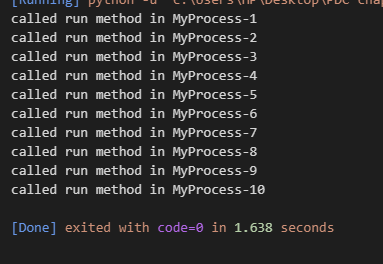 [Running] python -u "c:\Users\HP\Desktop\PDC chap
called run method in MyProcess-1
called run method in MyProcess-2
called run method in MyProcess-3
called run method in MyProcess-4
called run method in MyProcess-5
called run method in MyProcess-6
called run method in MyProcess-7
called run method in MyProcess-8
called run method in MyProcess-9
called run method in MyProcess-10
[Done] exited with code=0 in 1.638 seconds